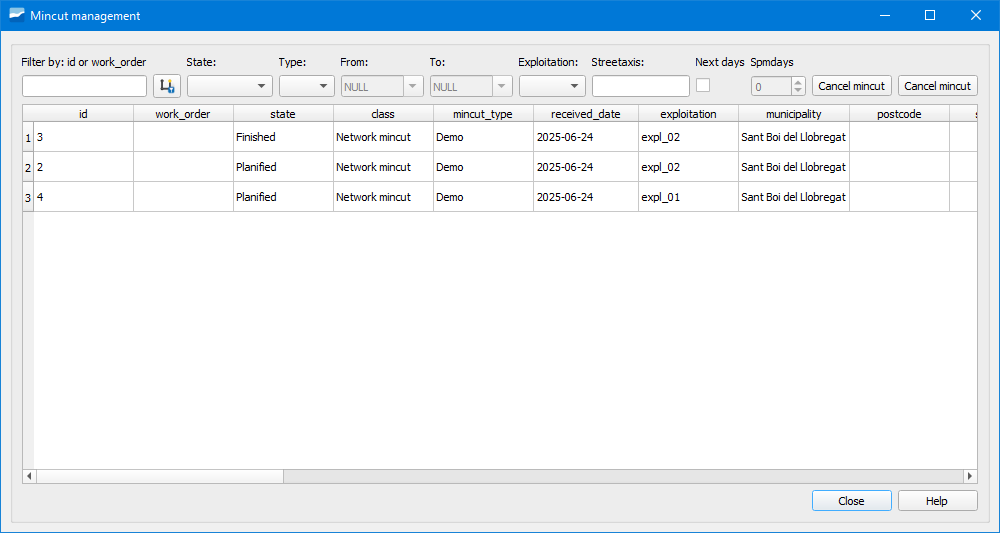 Mincut management
Filter by: id or work_order State: Type: From: To: Exploitation: Streetaxis: Next days Spmdays
NULL NULL 0 Cancel mincut Cancel mincut
id work_order state class mincut_type received_date exploitation municipality postcode s
1 3 Finished Network mincut Demo 2025-06-24 expl_02 Sant Boi del Llobregat
2 2 Planified Network mincut Demo 2025-06-24 expl_02 Sant Boi del Llobregat
3 4 Planified Network mincut Demo 2025-06-24 expl_01 Sant Boi del Llobregat
Close Help